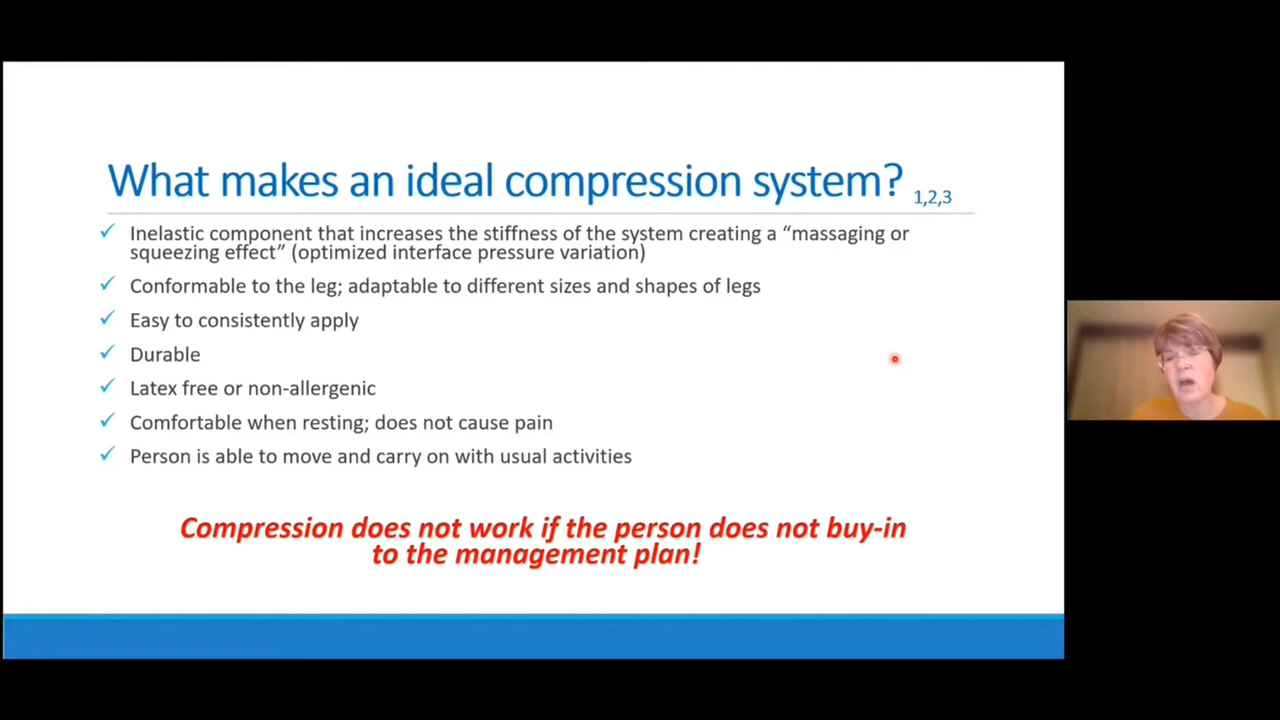 What makes an ideal compression system? 1,2,3
✓ Inelastic component that increases the stiffness of the system creating a “massaging or
squeezing effect” (optimized interface pressure variation)
✓ Conformable to the leg; adaptable to different sizes and shapes of legs
✓ Easy to consistently apply
✓ Durable
✓ Latex free or non-allergenic
✓ Comfortable when resting; does not cause pain
✓ Person is able to move and carry on with usual activities
Compression does not work if the person does not buy-in
to the management plan!